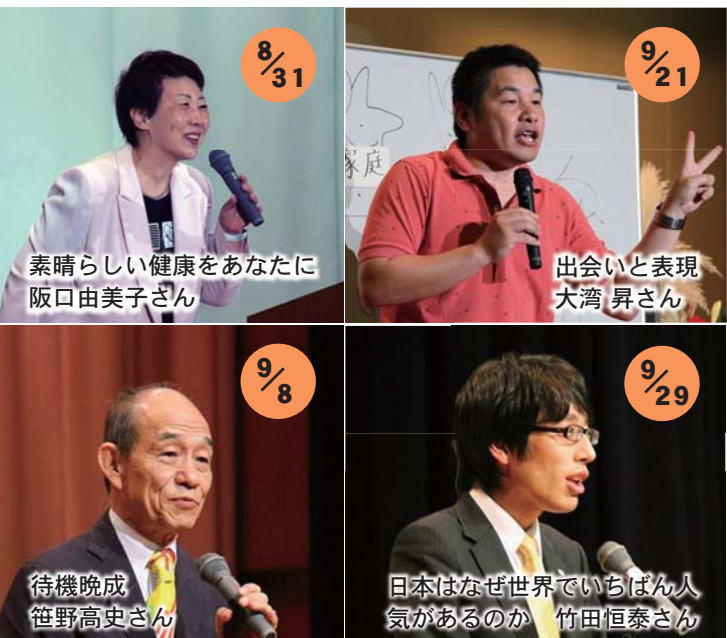 8/31
素晴らしい健康をあなたに
阪口由美子さん
9/21
家庭
出会いと表現
大湾 昇さん
9/8
待機晩成
笹野高史さん
9/29
日本はなぜ世界でいちばん人
気があるのか　竹田恒泰さん